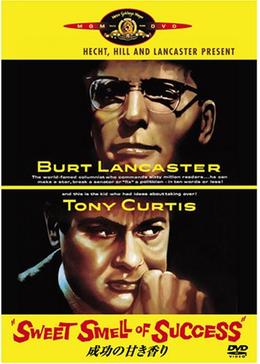 MGM DVD
HECHT, HILL AND LANCASTER PRESENT
BURT LANCASTER
The world-famed columnist who commands sixty million readers...he can
make a star, break a senator or "fix" a politician - in ten words or less!
and this is the kid who had ideas about taking over!
TONY CURTIS
"SWEET SMELL OF SUCCESS"
成功の甘き香り
DVD
VIDEO